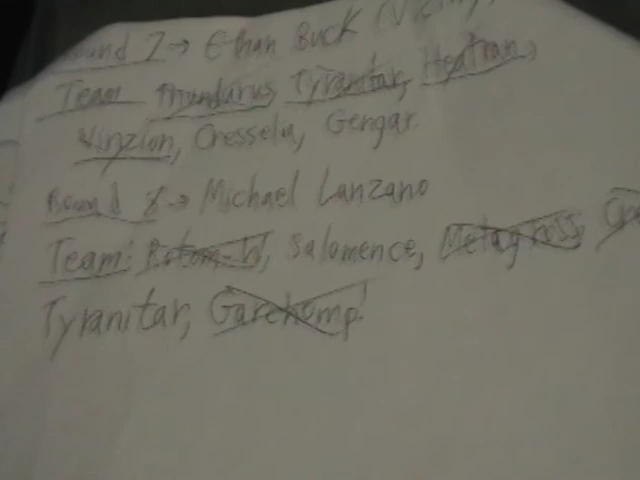 Round 7 → Ethan Buck (
Team Thundurus, Tyranitar, Heatran,
Virizion, Cresselia, Gengar
Round 8 → Michael Lanzano
Team: Rotom-W, Salamence, Metagross,
Tyranitar, Garchomp